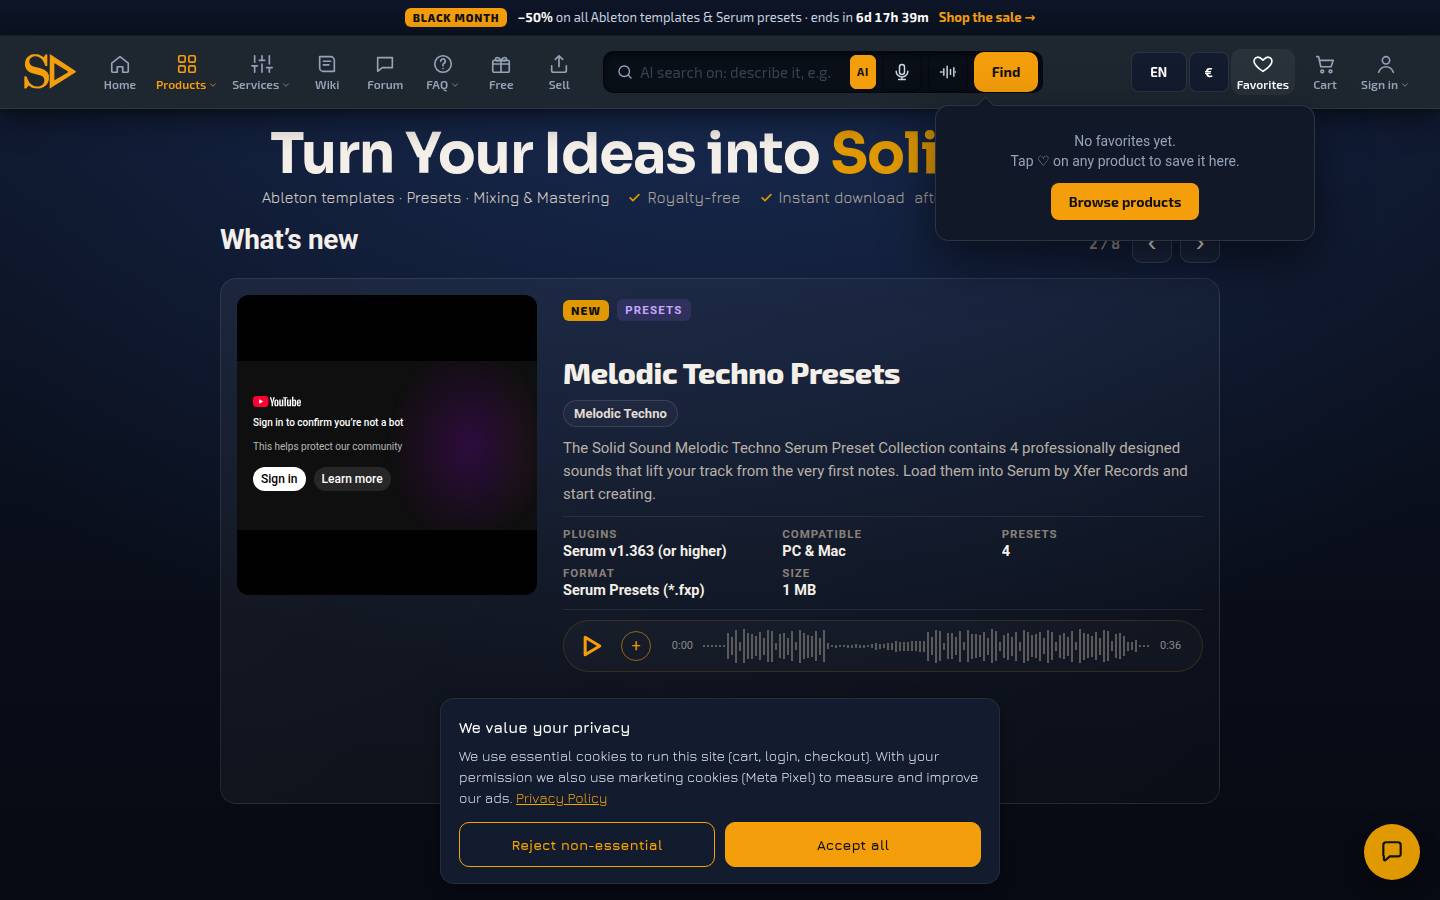 BLACK MONTH −50% on all Ableton templates & Serum presets · ends in 6d 17h 39m Shop the sale →
Home
Products
Services
Wiki
Forum
FAQ
Free
Sell
AI search on: describe it, e.g.
AI
Find
EN
€
Favorites
Cart
Sign in
No favorites yet.
Tap ♡ on any product to save it here.
Browse products
Turn Your Ideas into Soli
Ableton templates · Presets · Mixing & Mastering ✓ Royalty-free ✓ Instant download
What's new
2 / 8
NEW PRESETS
Melodic Techno Presets
Melodic Techno
The Solid Sound Melodic Techno Serum Preset Collection contains 4 professionally designed
sounds that lift your track from the very first notes. Load them into Serum by Xfer Records and
start creating.
PLUGINS
Serum v1.363 (or higher)
COMPATIBLE
PC & Mac
PRESETS
4
FORMAT
Serum Presets (*.fxp)
SIZE
1 MB
0:00
0:36
YouTube
Sign in to confirm you're not a bot
This helps protect our community
Sign in
Learn more
We value your privacy
We use essential cookies to run this site (cart, login, checkout). With your
permission we also use marketing cookies (Meta Pixel) to measure and improve
our ads. Privacy Policy
Reject non-essential
Accept all